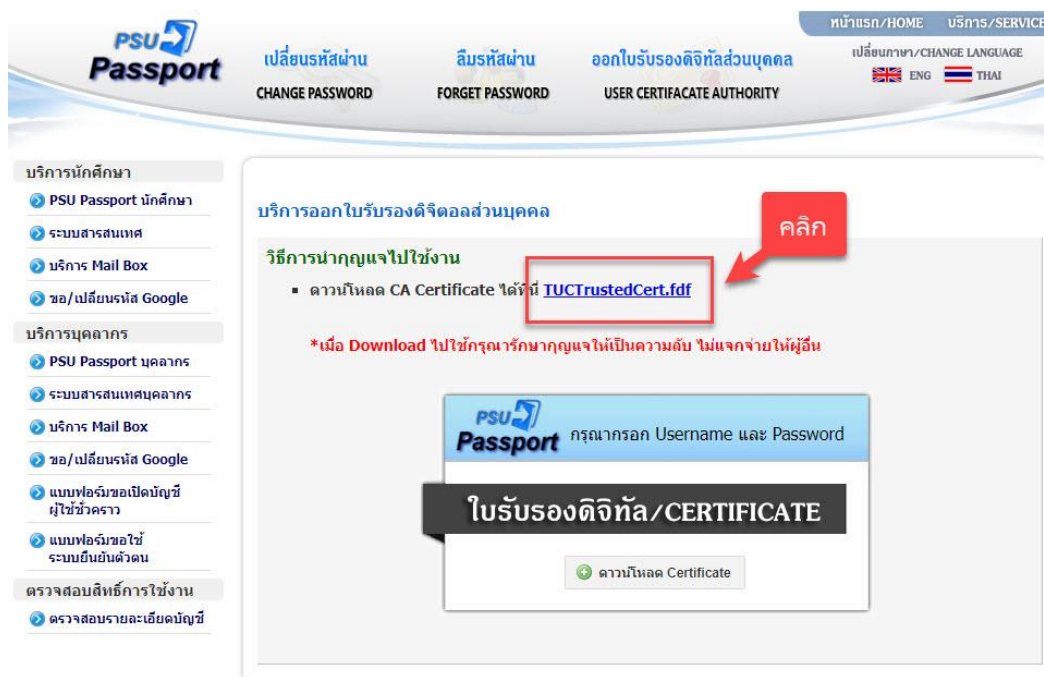 หน้าแรก/HOME บริการ/SERVICE
PSU
Passport
เปลี่ยนรหัสผ่าน
CHANGE PASSWORD
ลืมรหัสผ่าน
FORGET PASSWORD
ออกใบรับรองดิจิทัลส่วนบุคคล
USER CERTIFACATE AUTHORITY
เปลี่ยนภาษา/CHANGE LANGUAGE
ENG THAI
บริการนักศึกษา
PSU Passport นักศึกษา
ระบบสารสนเทศ
บริการ Mail Box
ขอ/เปลี่ยนรหัส Google
บริการบุคลากร
PSU Passport บุคลากร
ระบบสารสนเทศบุคลากร
บริการ Mail Box
ขอ/เปลี่ยนรหัส Google
แบบฟอร์มขอเปิดบัญชี
ผู้ใช้ชั่วคราว
แบบฟอร์มขอใช้
ระบบยืนยันตัวตน
ตรวจสอบสิทธิ์การใช้งาน
ตรวจสอบรายละเอียดบัญชี
บริการออกใบรับรองดิจิตอลส่วนบุคคล
คลิก
วิธีการนำกุญแจไปใช้งาน
ดาวน์โหลด CA Certificate ได้ที่นี่ TUCTrustedCert.fdf
*เมื่อ Download ไปใช้กรุณารักษากุญแจให้เป็นความลับ ไม่แจกจ่ายให้ผู้อื่น
PSU
Passport กรุณากรอก Username และ Password
ใบรับรองดิจิทัล/CERTIFICATE
ดาวน์โหลด Certificate